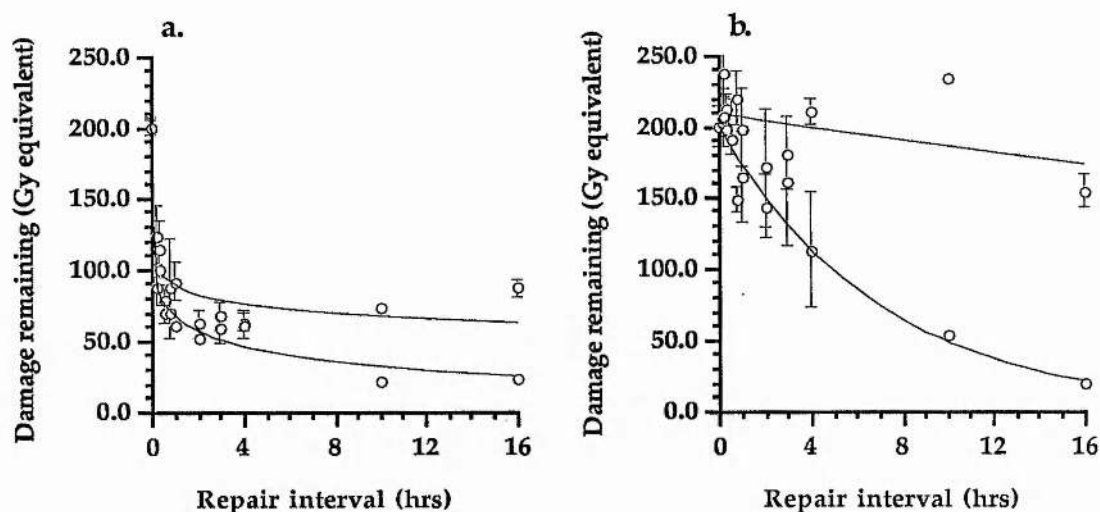 a.
Damage remaining (Gy equivalent)
250.0
200.0
150.0
100.0
50.0
0.0
0 4 8 12 16
Repair interval (hrs)
b.
Damage remaining (Gy equivalent)
250.0
200.0
150.0
100.0
50.0
0.0
0 4 8 12 16
Repair interval (hrs)